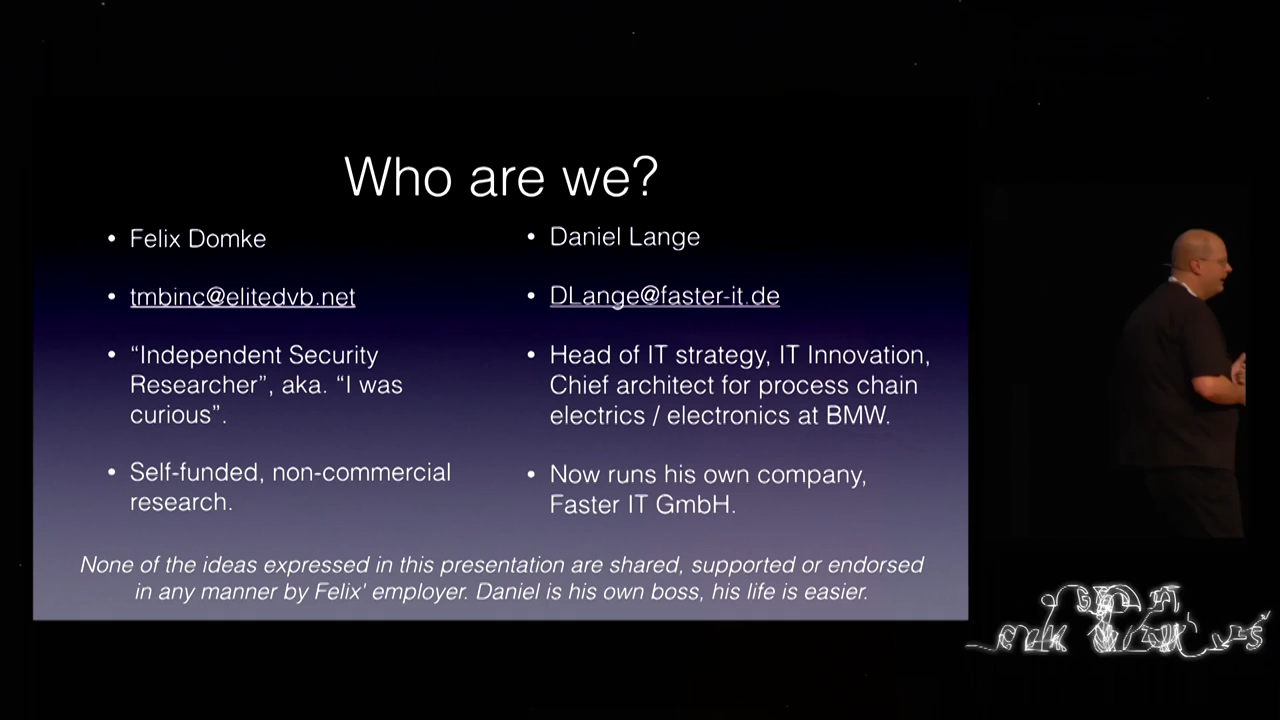 Who are we?
• Felix Domke
• tmbinc@elitedvb.net
• “Independent Security
Researcher”, aka. “I was
curious”.
• Self-funded, non-commercial
research.
• Daniel Lange
• DLange@faster-it.de
• Head of IT strategy, IT Innovation,
Chief architect for process chain
electrics / electronics at BMW.
• Now runs his own company,
Faster IT GmbH.
None of the ideas expressed in this presentation are shared, supported or endorsed
in any manner by Felix’ employer. Daniel is his own boss, his life is easier.